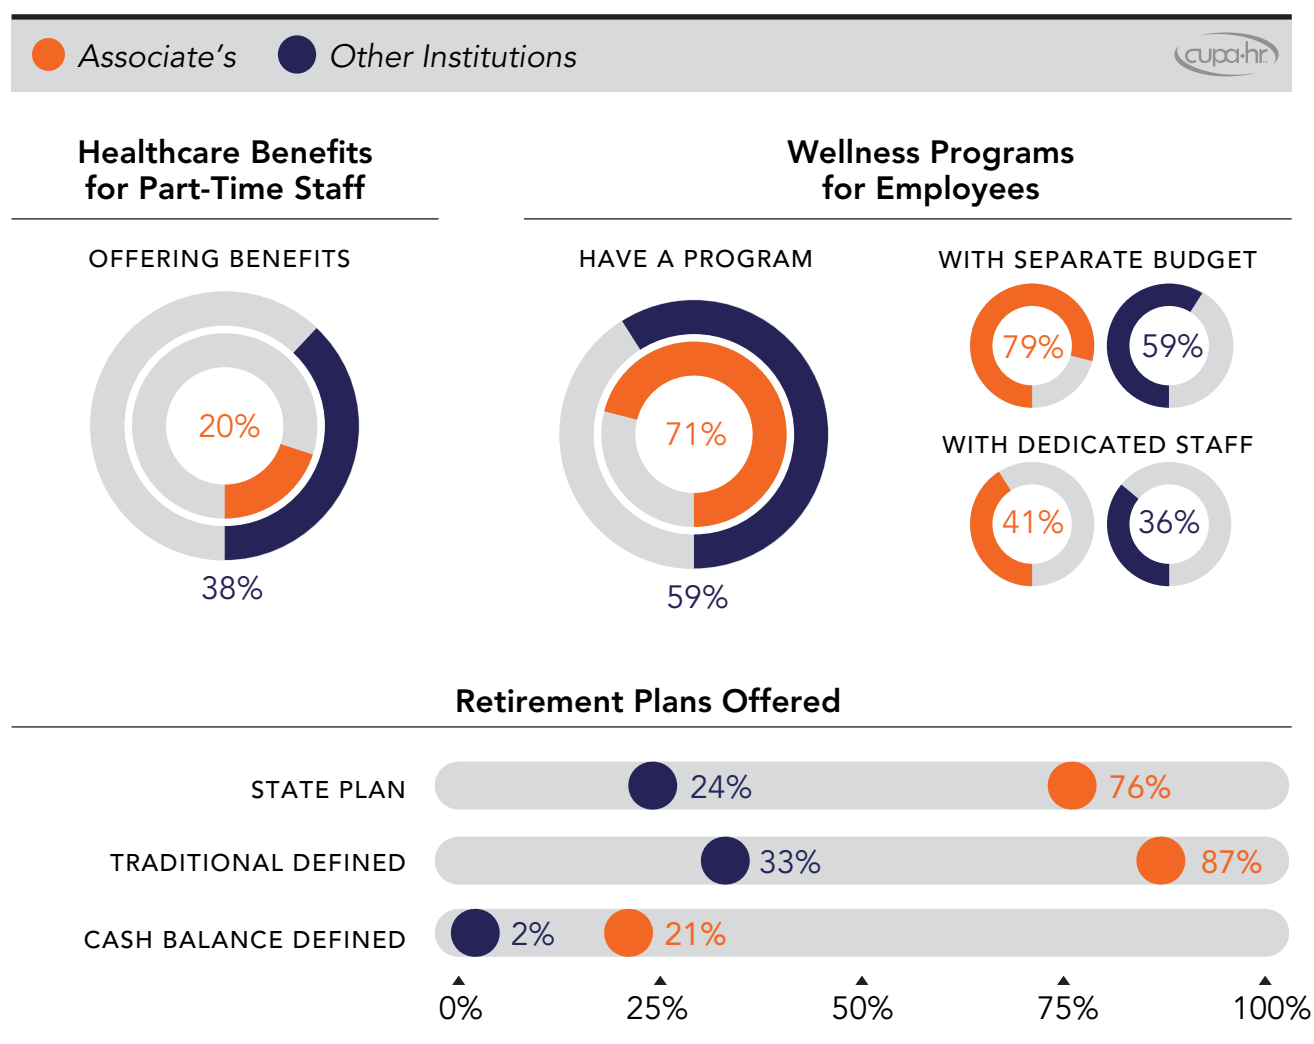 Associate's
Other Institutions
cupa·hr
Healthcare Benefits
for Part-Time Staff
OFFERING BENEFITS
20%
38%
Wellness Programs
for Employees
HAVE A PROGRAM
71%
59%
WITH SEPARATE BUDGET
79%
59%
WITH DEDICATED STAFF
41%
36%
Retirement Plans Offered
STATE PLAN
24%
76%
TRADITIONAL DEFINED
33%
87%
CASH BALANCE DEFINED
2%
21%
0%
25%
50%
75%
100%